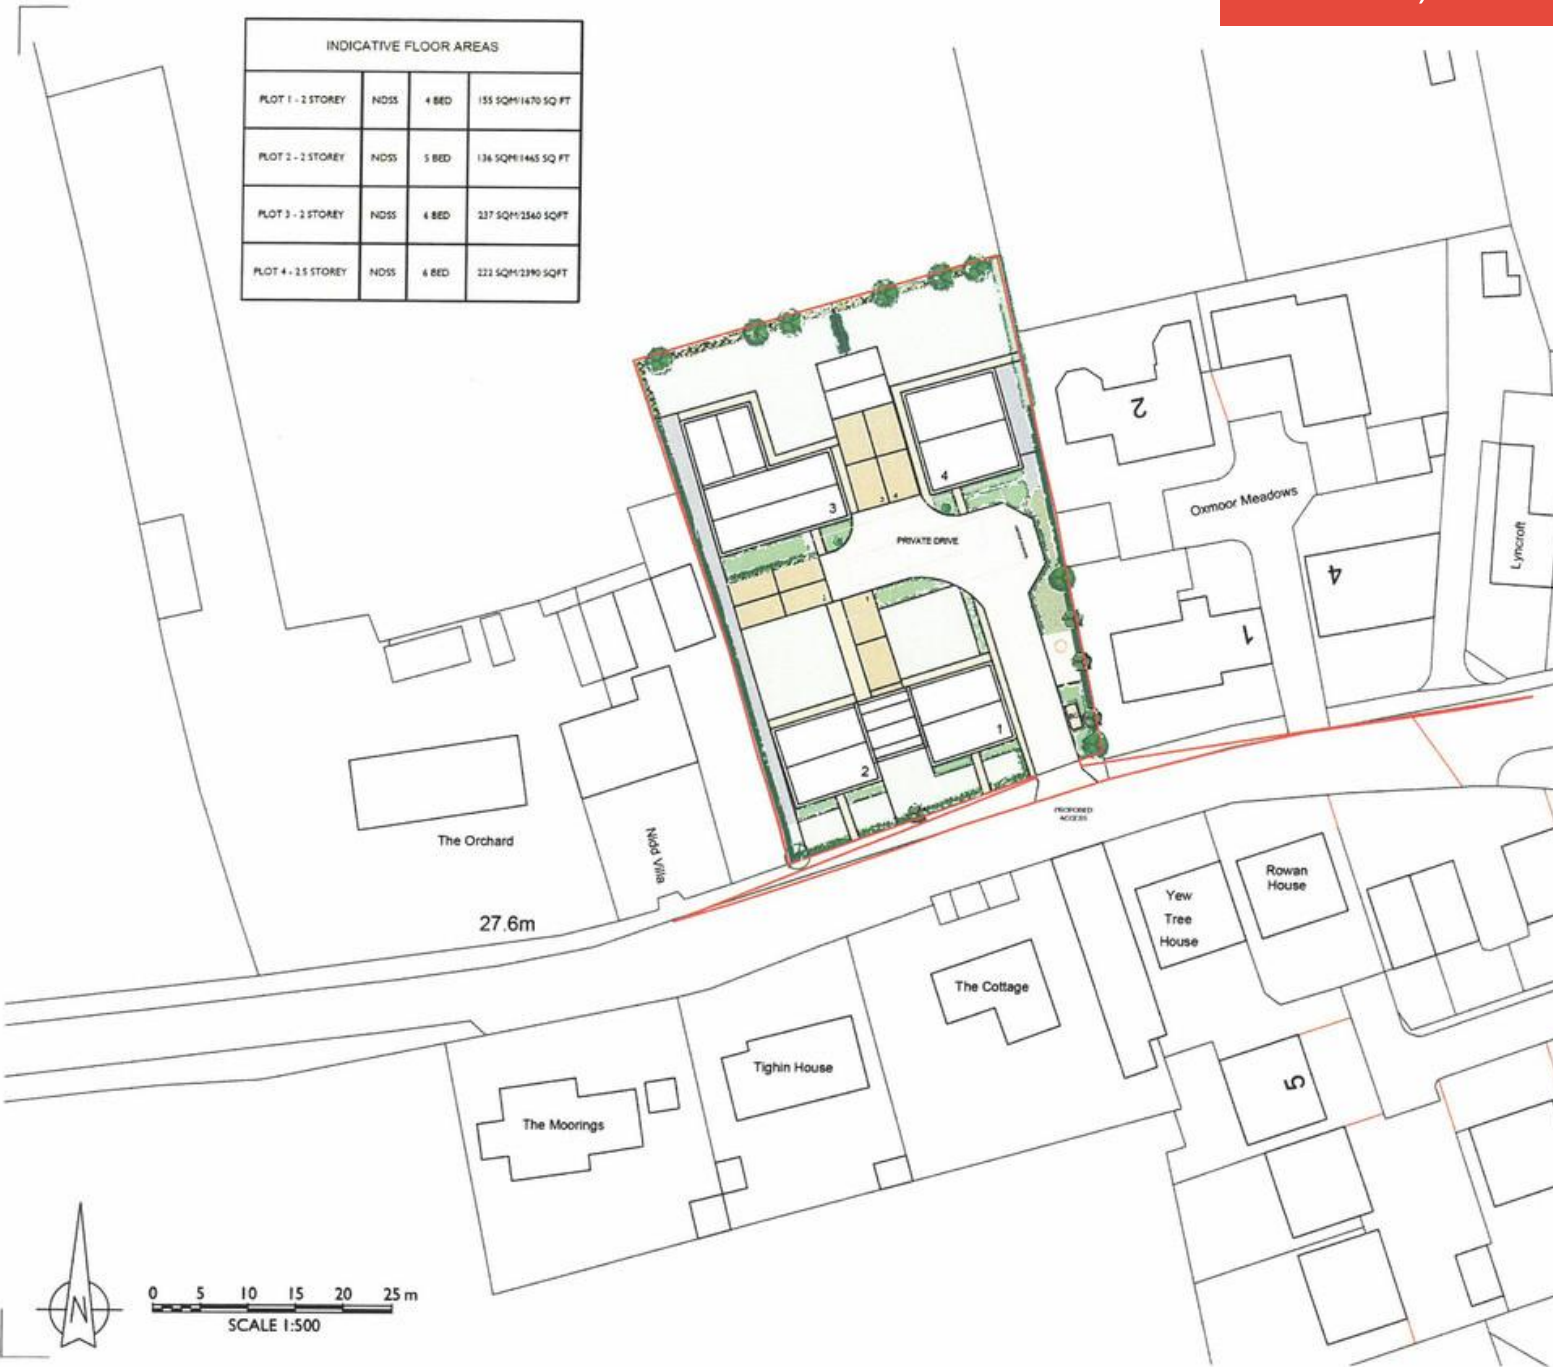 INDICATIVE FLOOR AREAS
PLOT 1 - 2 STOREY NDSS 4 BED 155 SQM/1670 SQ FT
PLOT 2 - 2 STOREY NDSS 5 BED 136 SQM/1465 SQ FT
PLOT 3 - 2 STOREY NDSS 6 BED 237 SQM/2560 SQFT
PLOT 4 - 2.5 STOREY NDSS 6 BED 222 SQM/2390 SQFT
2
4
Oxmoor Meadows
3
3 4
PRIVATE DRIVE
Lyncroft
4
2
1
1
1
2
PROPOSED
ACCESS
The Orchard
Nidd Villa
Rowan
House
Yew
Tree
House
27.6m
The Cottage
Tighin House
5
The Moorings
N
0 5 10 15 20 25 m
SCALE 1:500